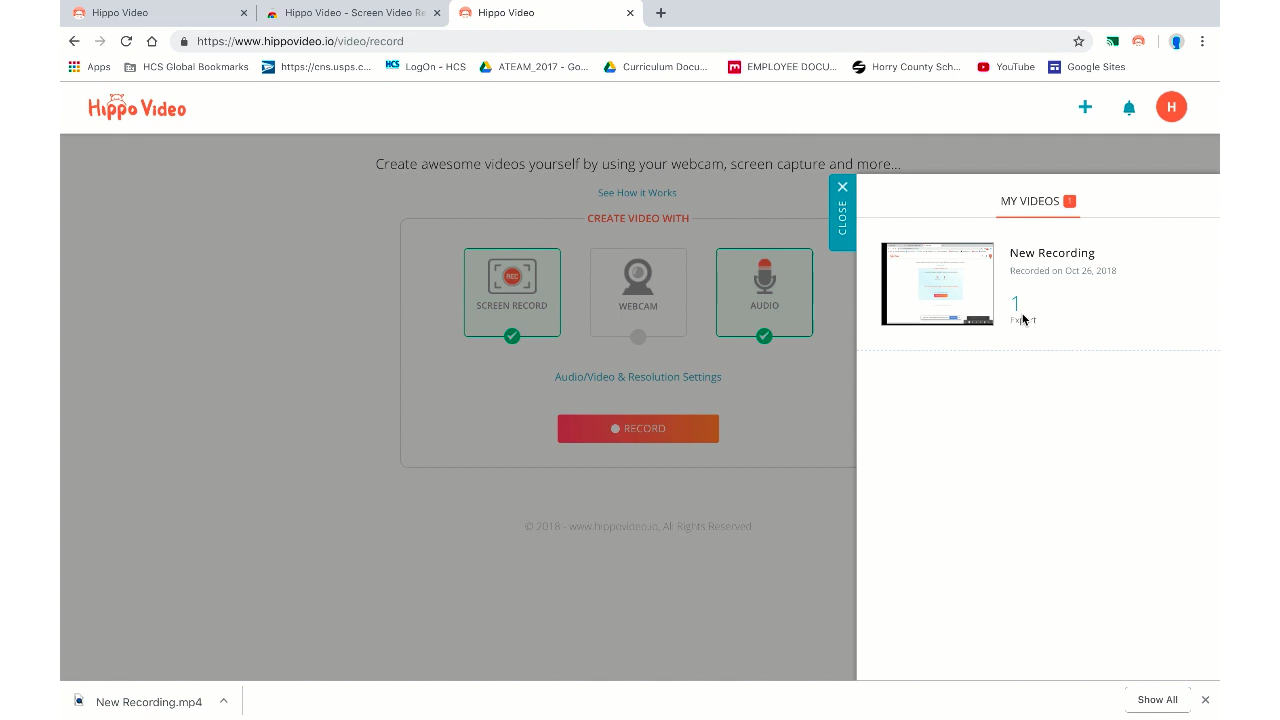 Hippo Video
Hippo Video - Screen Video Re
Hippo Video
https://www.hippovideo.io/video/record
Apps
HCS Global Bookmarks
https://cns.usps.c...
HCS
LogOn - HCS
ATEAM_2017 - Go...
Curriculum Docu...
EMPLOYEE DOCU...
Horry County Sch...
YouTube
Google Sites
Hippo Video
H
Create awesome videos yourself by using your webcam, screen capture and more...
See How it Works
CREATE VIDEO WITH
REC
SCREEN RECORD
WEBCAM
AUDIO
Audio/Video & Resolution Settings
RECORD
© 2018 - www.hippovideo.io, All Rights Reserved
CLOSE
MY VIDEOS 1
New Recording
Recorded on Oct 26, 2018
1
Export
New Recording.mp4
Show All